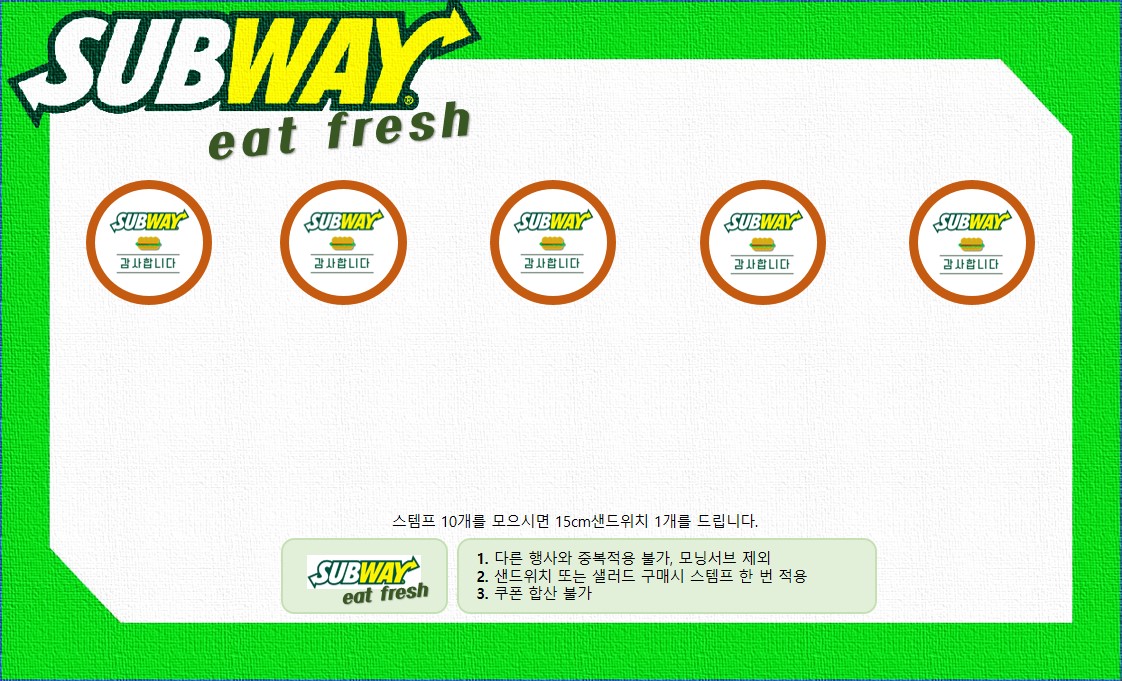 SUBWAY®
eat fresh
SUBWAY
감사합니다
SUBWAY
감사합니다
SUBWAY
감사합니다
SUBWAY
감사합니다
SUBWAY
감사합니다
스템프 10개를 모으시면 15cm샌드위치 1개를 드립니다.
SUBWAY
eat fresh
1. 다른 행사와 중복적용 불가, 모닝서브 제외
2. 샌드위치 또는 샐러드 구매시 스템프 한 번 적용
3. 쿠폰 합산 불가